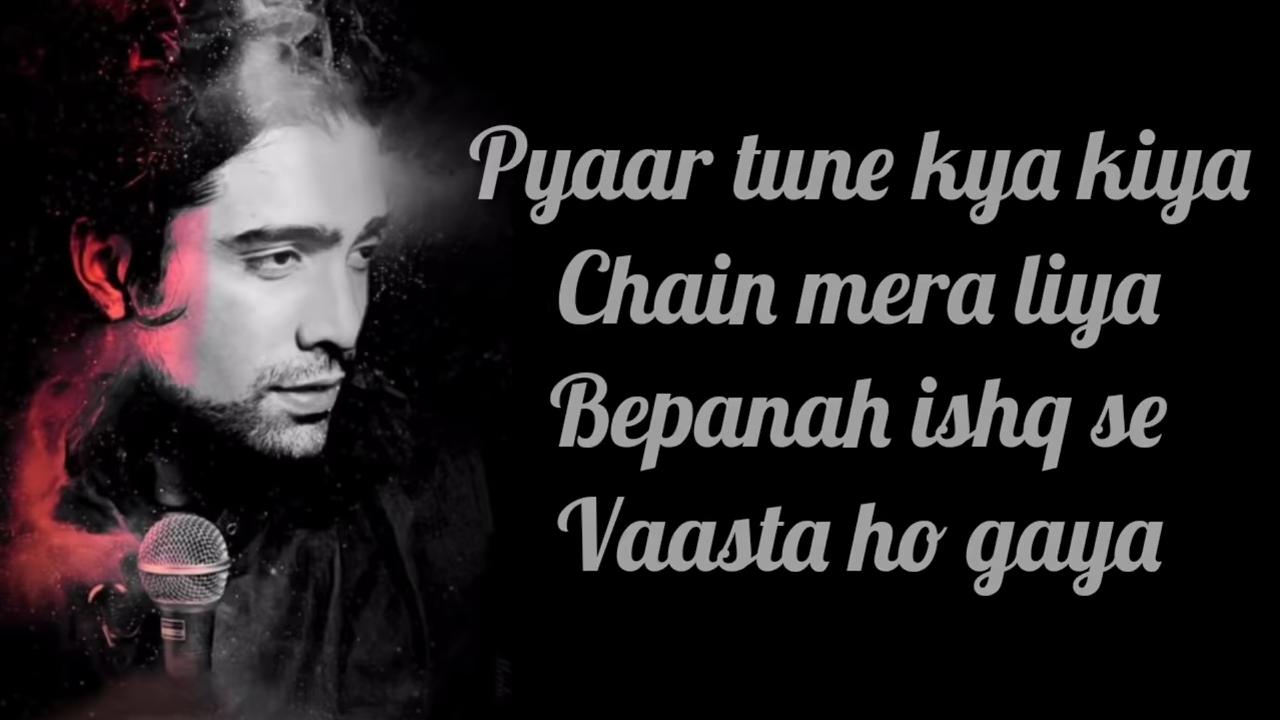 Pyaar tune kya kiya
Chain mera liya
Bepanah ishq se
Vaasta ho gaya